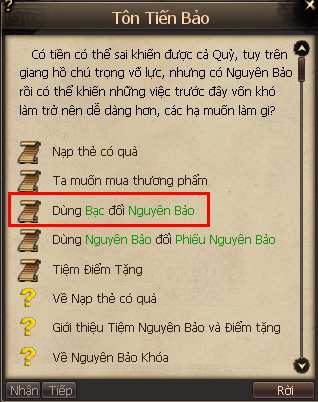 Tôn Tiến Bảo
Có tiền có thể sai khiến được cả Quỷ, tuy trên
giang hồ chú trọng võ lực, nhưng có Nguyên Bảo
rồi có thể khiến những việc trước đây vốn khó
làm trở nên dễ dàng hơn, các hạ muốn làm gì?
Nạp thẻ có quà
Ta muốn mua thương phẩm
Dùng Bạc đổi Nguyên Bảo
Dùng Nguyên Bảo đổi Phiếu Nguyên Bảo
Tiệm Điểm Tặng
Về Nạp thẻ có quà
Giới thiệu Tiệm Nguyên Bảo và Điểm tặng
Về Nguyên Bảo Khóa
Nhận Tiếp Rời